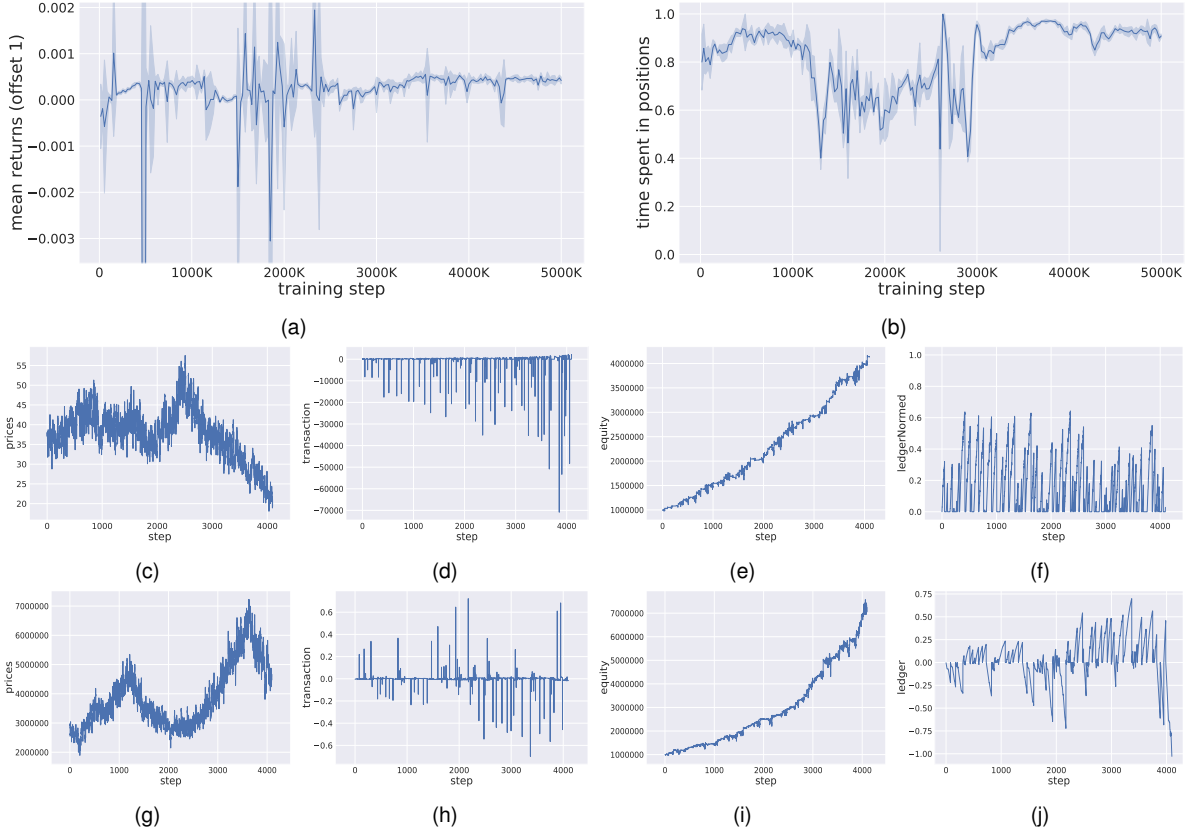 0.002
0.001
0.000
−0.001
−0.002
−0.003
mean returns (offset 1)
0 1000K 2000K 3000K 4000K 5000K
training step
(a)
1.0
0.8
0.6
0.4
0.2
0.0
time spent in positions
0 1000K 2000K 3000K 4000K 5000K
training step
(b)
55
50
45
40
35
30
25
20
prices
0 1000 2000 3000 4000
step
(c)
0
−10000
−20000
−30000
−40000
−50000
−60000
−70000
transaction
0 1000 2000 3000 4000
step
(d)
4000000
3500000
3000000
2500000
2000000
1500000
1000000
equity
0 1000 2000 3000 4000
step
(e)
1.0
0.8
0.6
0.4
0.2
0.0
ledgerNormed
0 1000 2000 3000 4000
step
(f)
7000000
6000000
5000000
4000000
3000000
2000000
prices
0 1000 2000 3000 4000
step
(g)
0.6
0.4
0.2
0.0
−0.2
−0.4
−0.6
transaction
0 1000 2000 3000 4000
step
(h)
7000000
6000000
5000000
4000000
3000000
2000000
1000000
equity
0 1000 2000 3000 4000
step
(i)
0.75
0.50
0.25
0.00
−0.25
−0.50
−0.75
−1.00
ledger
0 1000 2000 3000 4000
step
(j)